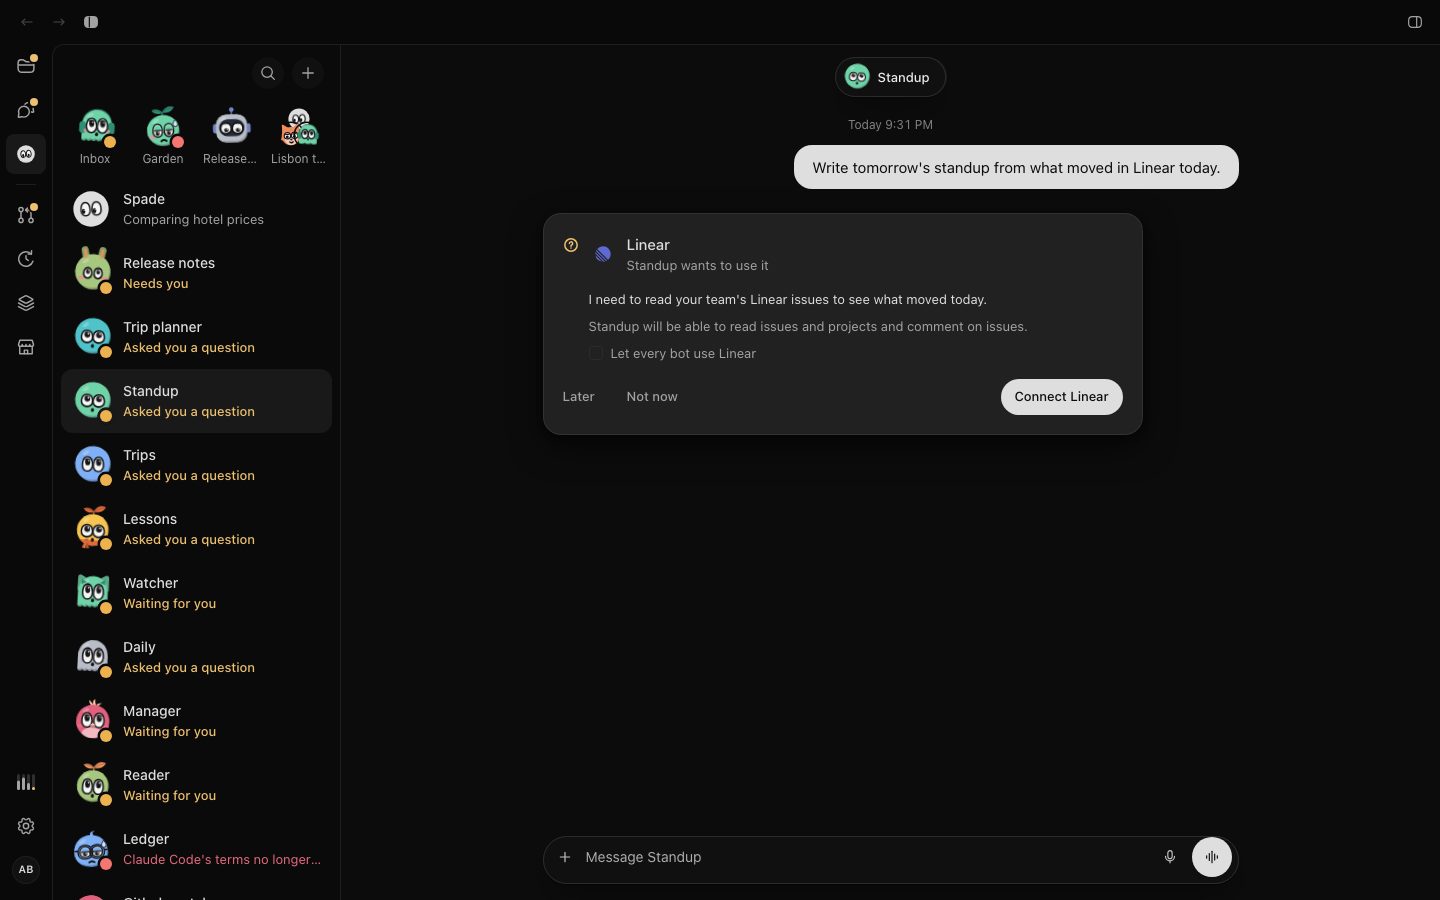 Inbox
Garden
Release...
Lisbon t...
Spade
Comparing hotel prices
Release notes
Needs you
Trip planner
Asked you a question
Standup
Asked you a question
Trips
Asked you a question
Lessons
Asked you a question
Watcher
Waiting for you
Daily
Asked you a question
Manager
Waiting for you
Reader
Waiting for you
Ledger
Claude Code's terms no longer...
AB
Standup
Today 9:31 PM
Write tomorrow's standup from what moved in Linear today.
Linear
Standup wants to use it
I need to read your team's Linear issues to see what moved today.
Standup will be able to read issues and projects and comment on issues.
Let every bot use Linear
Later
Not now
Connect Linear
Message Standup